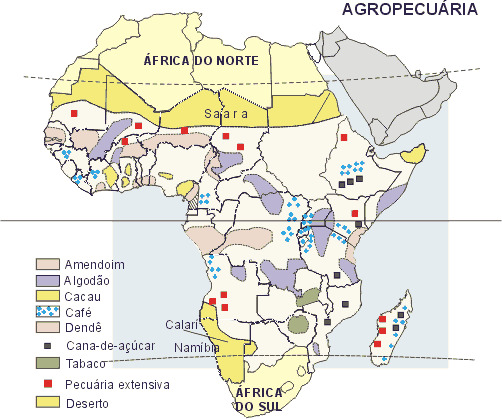 AGROPECUÁRIA
ÁFRICA DO NORTE
Saara
Amendoim
Algodão
Cacau
Café
Dendê
Cana-de-açúcar
Tabaco
Pecuária extensiva
Deserto
Calari
Namíbia
ÁFRICA
DO SUL